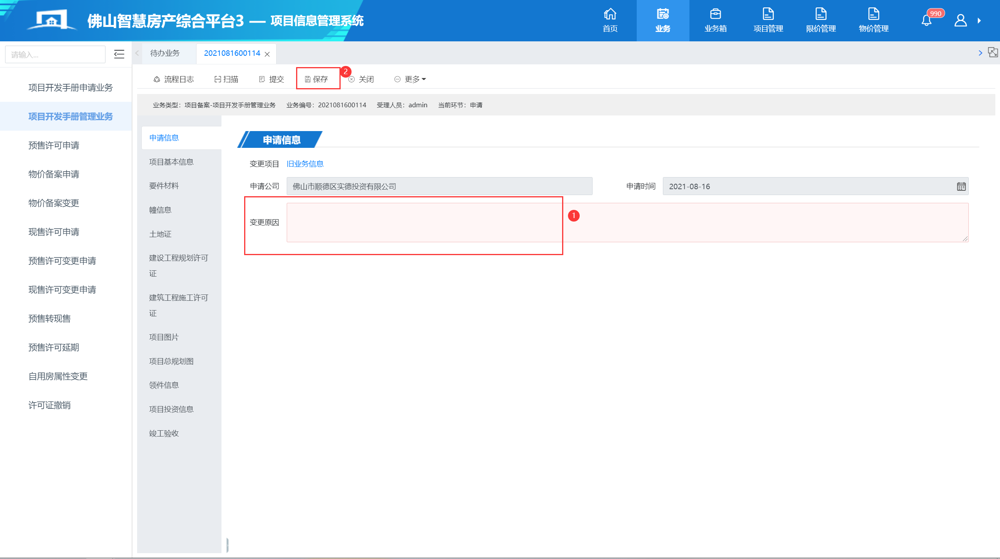 佛山智慧房产综合平台3 — 项目信息管理系统
首页
业务
业务箱
项目管理
限价管理
物价管理
990
请输入...
待办业务
2021081600114
项目开发手册申请业务
项目开发手册管理业务
预售许可申请
物价备案申请
物价备案变更
现售许可申请
预售许可变更申请
现售许可变更申请
预售转现售
预售许可延期
自用房属性变更
许可证撤销
流程日志
扫描
提交
保存
2
关闭
更多
业务类型：项目备案-项目开发手册管理业务 业务编号：2021081600114 受理人员：admin 当前环节：申请
申请信息
项目基本信息
要件材料
幢信息
土地证
建设工程规划许可
证
建筑工程施工许可
证
项目图片
项目总规划图
领件信息
项目投资信息
竣工验收
申请信息
变更项目 旧业务信息
申请公司 佛山市顺德区实德投资有限公司 申请时间 2021-08-16
变更原因
1